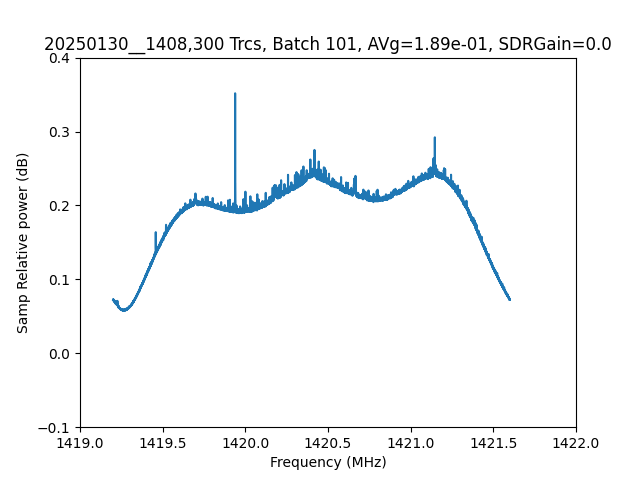 20250130__1408,300 Trcs, Batch 101, AVg=1.89e-01, SDRGain=0.0
0.4
0.3
0.2
0.1
0.0
−0.1
Samp Relative power (dB)
1419.0 1419.5 1420.0 1420.5 1421.0 1421.5 1422.0
Frequency (MHz)